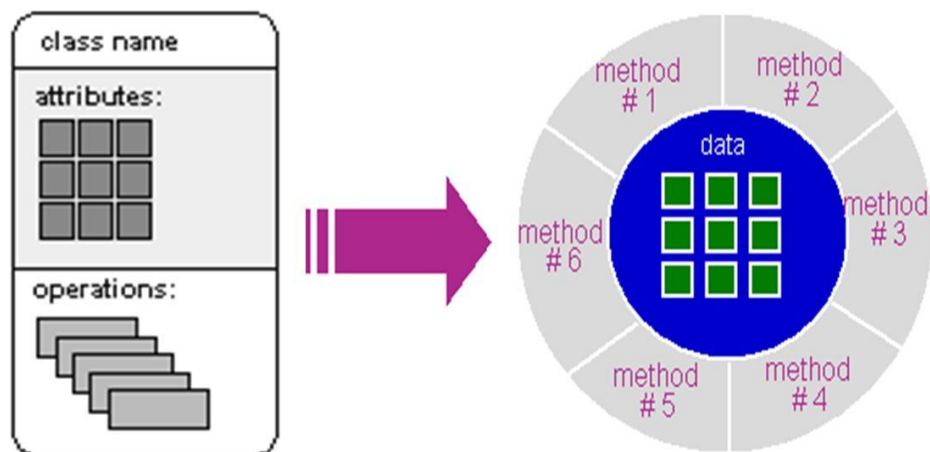 class name
attributes:
operations:
method
# 1
method
# 2
method
# 3
method
# 4
method
# 5
method
# 6
data